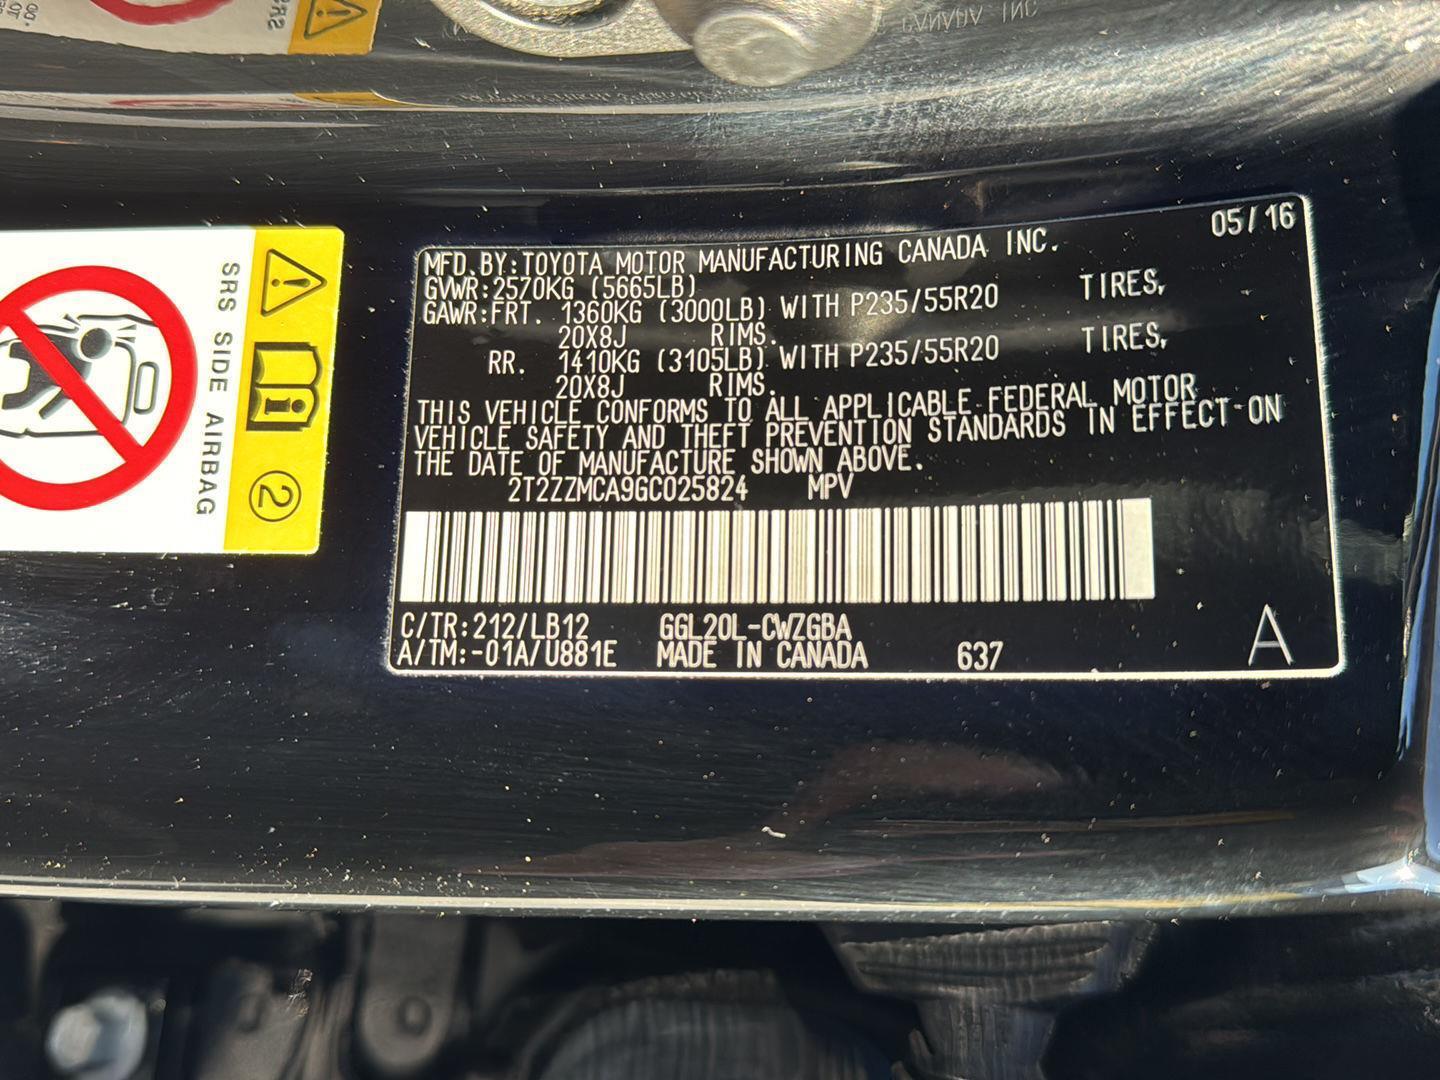 MFD.BY:TOYOTA MOTOR MANUFACTURING CANADA INC. 05/16
GVWR:2570KG (5665LB)
GAWR:FRT. 1360KG (3000LB) WITH P235/55R20 TIRES,
20X8J RIMS.
RR. 1410KG (3105LB) WITH P235/55R20 TIRES,
20X8J RIMS.
THIS VEHICLE CONFORMS TO ALL APPLICABLE FEDERAL MOTOR
VEHICLE SAFETY AND THEFT PREVENTION STANDARDS IN EFFECT ON
THE DATE OF MANUFACTURE SHOWN ABOVE.
2T2ZZMCA9GC025824 MPV
C/TR:212/LB12 GGL20L-CWZGBA
A/TM:-01A/U881E MADE IN CANADA 637 A
SRS SIDE AIRBAG
2
CANADA INC